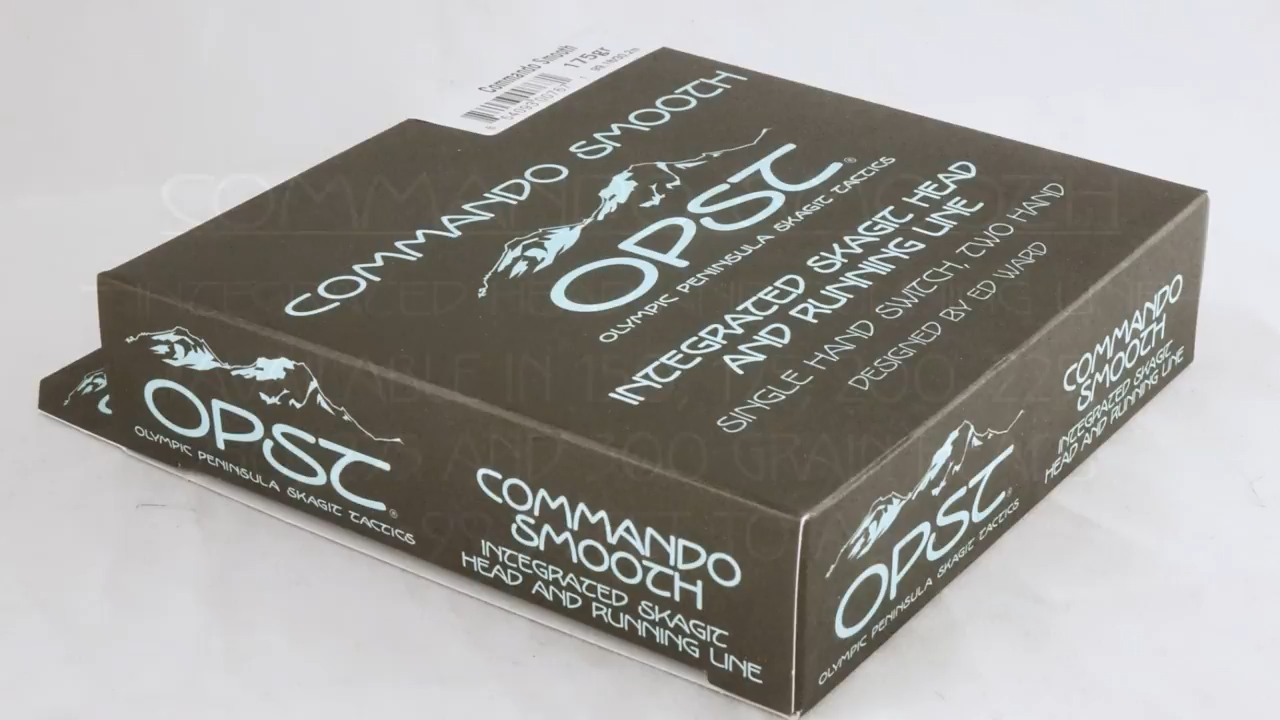 Commando Smooth
175gr
COMMANDO SMOOTH
OPST®
OLYMPIC PENINSULA SKAGIT TACTICS
INTEGRATED SKAGIT HEAD
AND RUNNING LINE
SINGLE HAND SWITCH, TWO HAND
DESIGNED BY ED WARD
OPST®
OLYMPIC PENINSULA SKAGIT TACTICS
COMMANDO
SMOOTH
INTEGRATED SKAGIT
HEAD AND RUNNING LINE
OPST®
OLYMPIC PENINSULA SKAGIT TACTICS
COMMANDO
SMOOTH
INTEGRATED SKAGIT
HEAD AND RUNNING LINE
COMMANDO SMOOTH